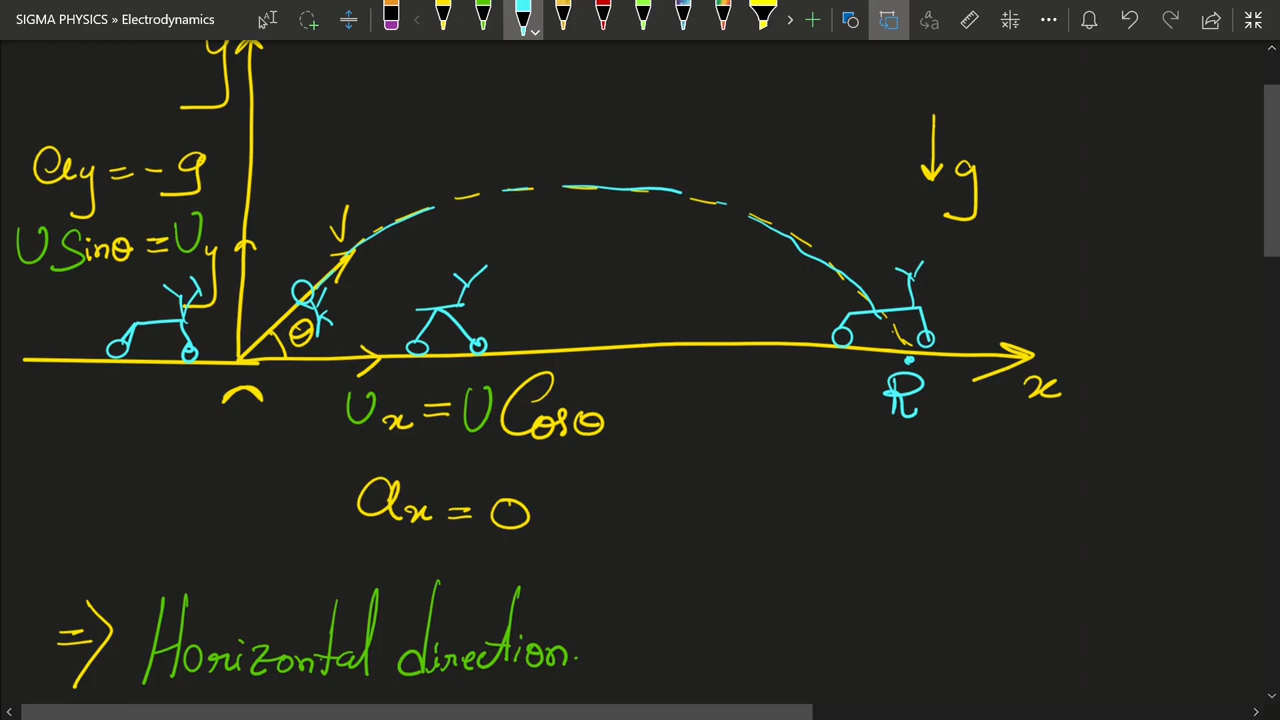 SIGMA PHYSICS » Electrodynamics
y
ay = -g
g
U Sinθ = Uy
V
θ
R
x
Ux = U Cosθ
ax = 0
=> Horizontal direction.